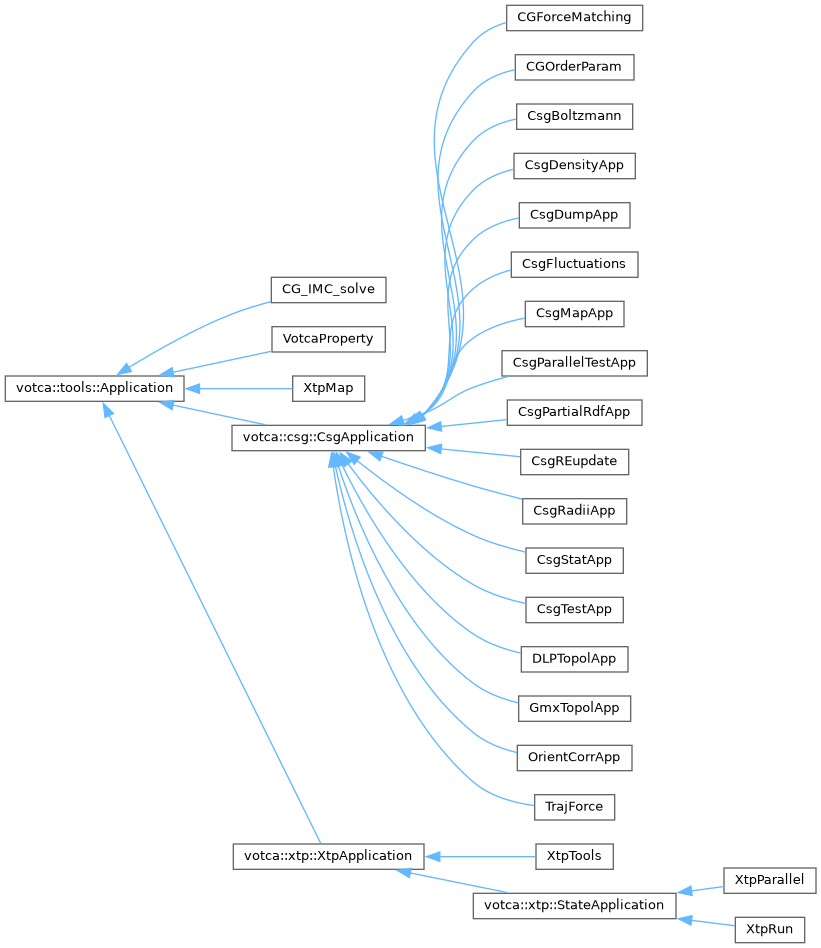 CGForceMatching
CGOrderParam
CsgBoltzmann
CsgDensityApp
CsgDumpApp
CsgFluctuations
CG_IMC_solve
CsgMapApp
VotcaProperty
CsgParallelTestApp
votca::tools::Application
XtpMap
CsgPartialRdfApp
votca::csg::CsgApplication
CsgREupdate
CsgRadiiApp
CsgStatApp
CsgTestApp
DLPTopolApp
GmxTopolApp
OrientCorrApp
TrajForce
votca::xtp::XtpApplication
XtpTools
XtpParallel
votca::xtp::StateApplication
XtpRun